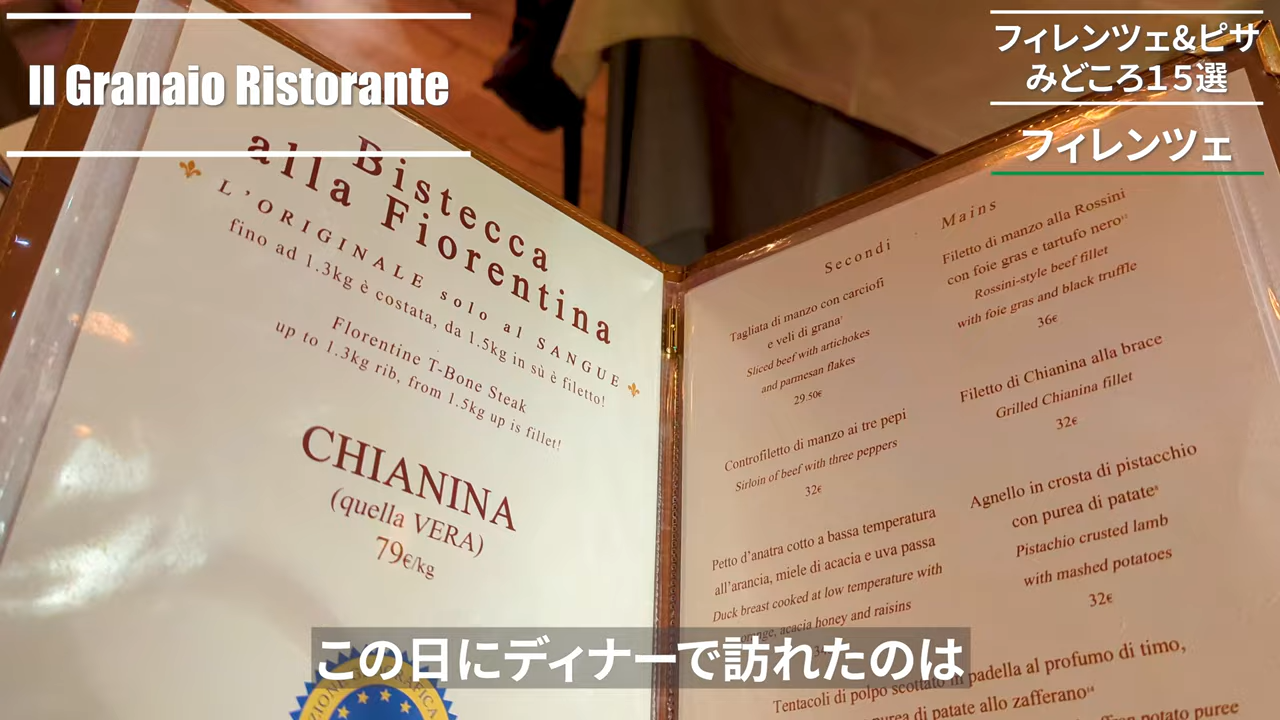 Il Granaio Ristorante
フィレンツェ&ピサ
みどころ15選
フィレンツェ
Bistecca
alla Fiorentina
L'ORIGINALE solo al SANGUE
fino ad 1.3kg è costata, da 1.5kg in sù è filetto!
Florentine T-Bone Steak
up to 1.3kg rib, from 1.5kg up is fillet!
CHIANINA
(quella VERA)
79€/kg
Secondi
Mains
Tagliata di manzo con carciofi
e veli di grana
Sliced beef with artichokes
and parmesan flakes
29.50€
Controfiletto di manzo ai tre pepi
Sirloin of beef with three peppers
32€
Petto d'anatra cotto a bassa temperatura
all'arancia, miele di acacia e uva passa
Duck breast cooked at low temperature with
orange, acacia honey and raisins
Filetto di manzo alla Rossini
con foie gras e tartufo nero
Rossini-style beef fillet
with foie gras and black truffle
36€
Filetto di Chianina alla brace
Grilled Chianina fillet
32€
Agnello in crosta di pistacchio
con purea di patate
Pistachio crusted lamb
with mashed potatoes
32€
Tentacoli di polpo scottato in padella al profumo di timo,
purea di patate allo zafferano
potato puree
この日にディナーで訪れたのは